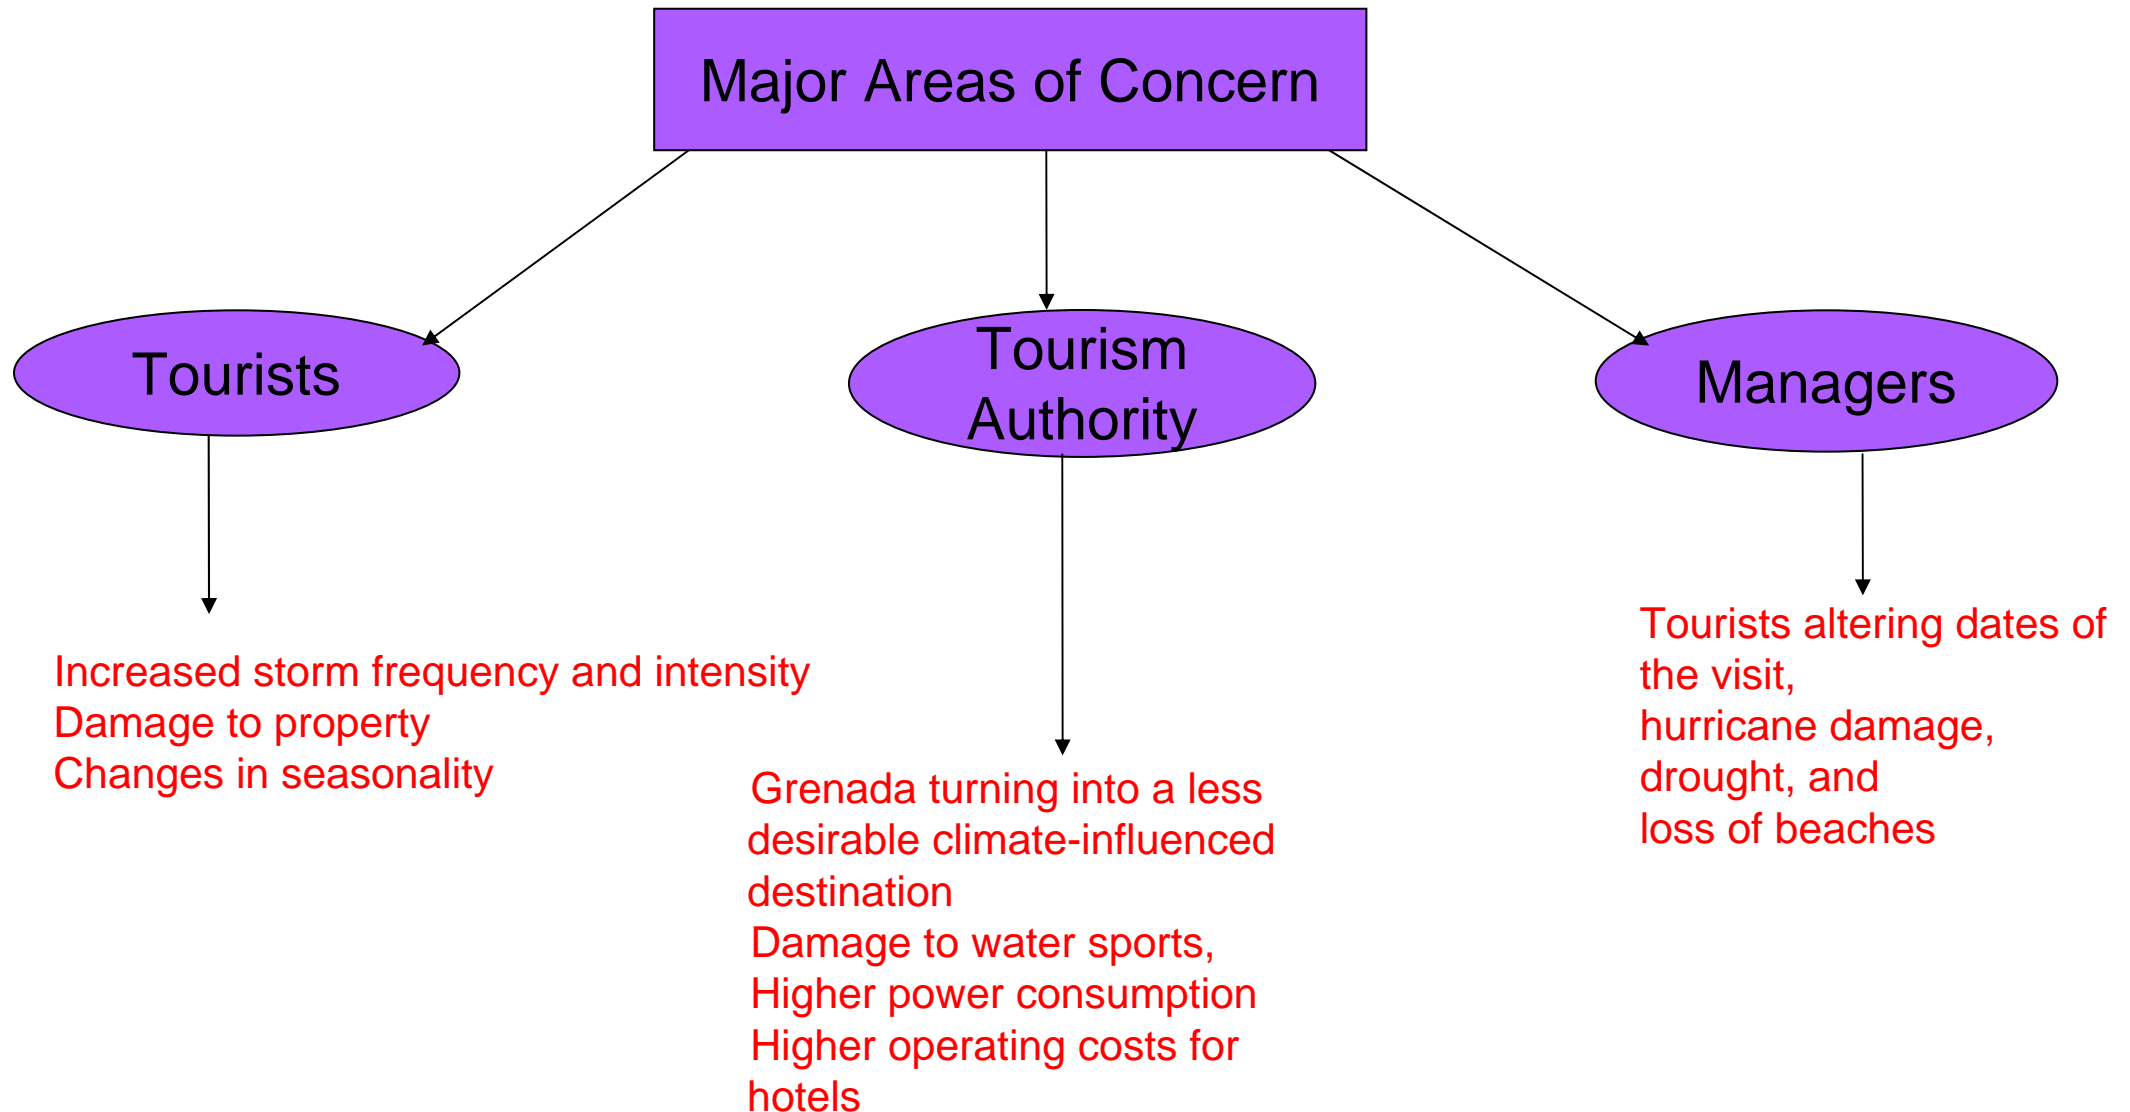 Major Areas of Concern
Tourists
Tourism
Authority
Managers
Increased storm frequency and intensity
Damage to property
Changes in seasonality
Grenada turning into a less
desirable climate-influenced
destination
Damage to water sports,
Higher power consumption
Higher operating costs for
hotels
Tourists altering dates of
the visit,
hurricane damage,
drought, and
loss of beaches